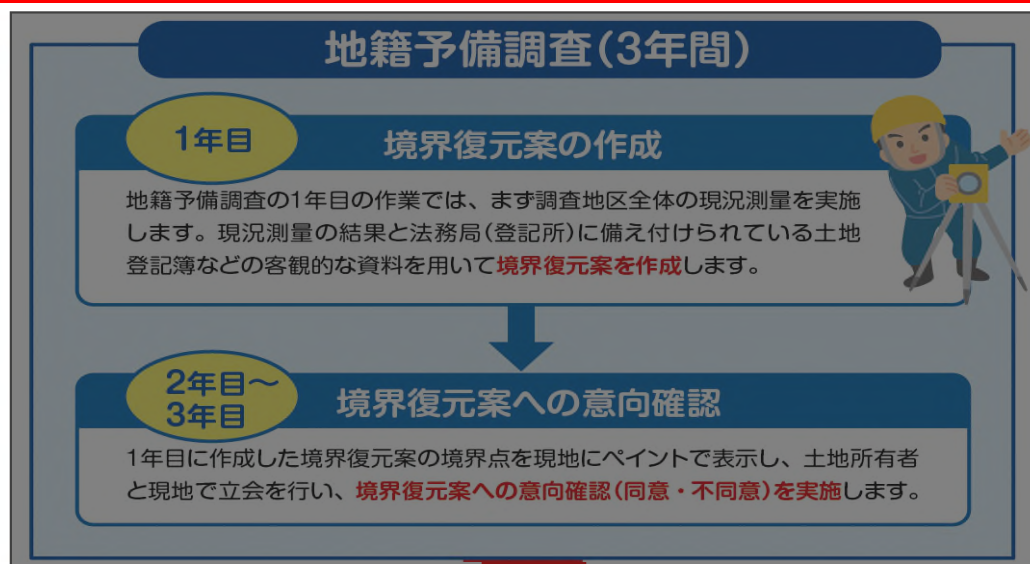 地籍予備調査(3年間)
1年目
境界復元案の作成
地籍予備調査の1年目の作業では、まず調査地区全体の現況測量を実施
します。現況測量の結果と法務局(登記所)に備え付けられている土地
登記簿などの客観的な資料を用いて境界復元案を作成します。
2年目～
3年目
境界復元案への意向確認
1年目に作成した境界復元案の境界点を現地にペイントで表示し、土地所有者
と現地で立会を行い、境界復元案への意向確認(同意・不同意)を実施します。